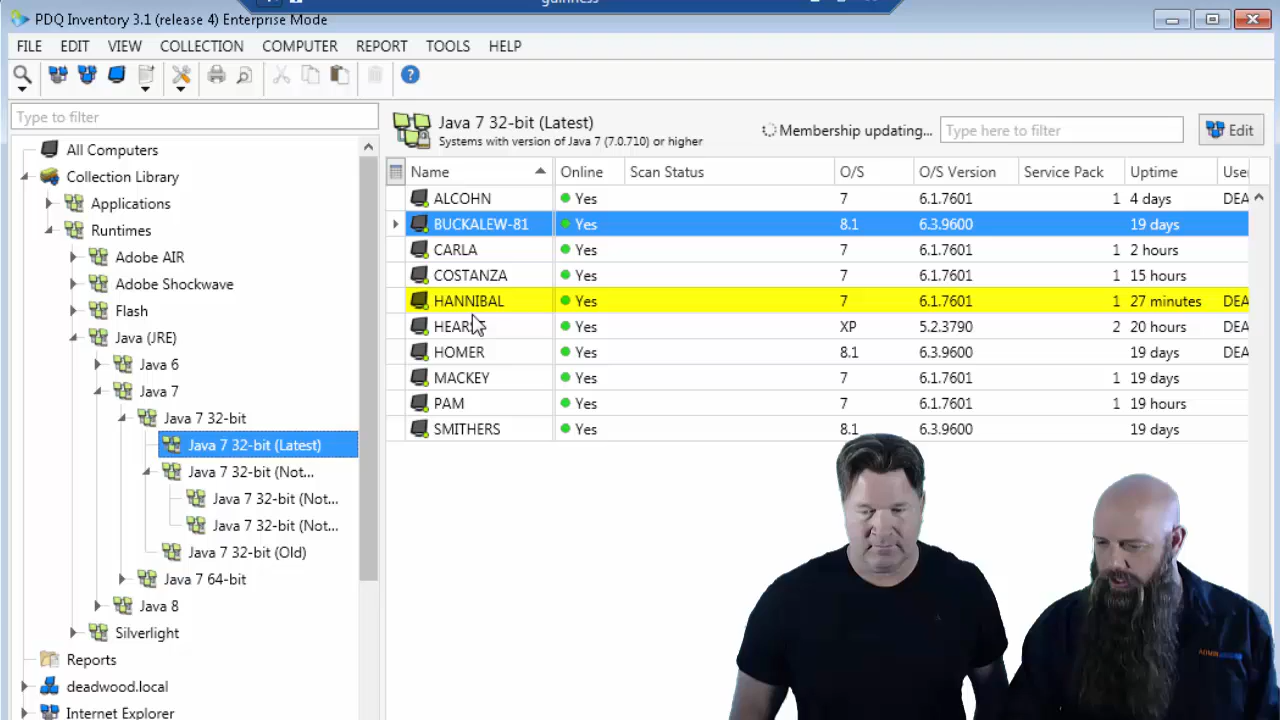 guinness
PDQ Inventory 3.1 (release 4) Enterprise Mode
FILE EDIT VIEW COLLECTION COMPUTER REPORT TOOLS HELP
Type to filter
All Computers
Collection Library
Applications
Runtimes
Adobe AIR
Adobe Shockwave
Flash
Java (JRE)
Java 6
Java 7
Java 7 32-bit
Java 7 32-bit (Latest)
Java 7 32-bit (Not...
Java 7 32-bit (Not...
Java 7 32-bit (Not...
Java 7 32-bit (Old)
Java 7 64-bit
Java 8
Silverlight
Reports
deadwood.local
Internet Explorer
Java 7 32-bit (Latest)
Systems with version of Java 7 (7.0.710) or higher
Membership updating...
Type here to filter
Edit
Name Online Scan Status O/S O/S Version Service Pack Uptime Use
ALCOHN Yes 7 6.1.7601 1 4 days DEA
BUCKALEW-81 Yes 8.1 6.3.9600 19 days
CARLA Yes 7 6.1.7601 1 2 hours
COSTANZA Yes 7 6.1.7601 1 15 hours
HANNIBAL Yes 7 6.1.7601 1 27 minutes DEA
Yes XP 5.2.3790 2 20 hours DEA
HOMER Yes 8.1 6.3.9600 19 days DEA
MACKEY Yes 7 6.1.7601 1 19 days
PAM Yes 7 6.1.7601 1 19 hours
SMITHERS Yes 8.1 6.3.9600 19 days